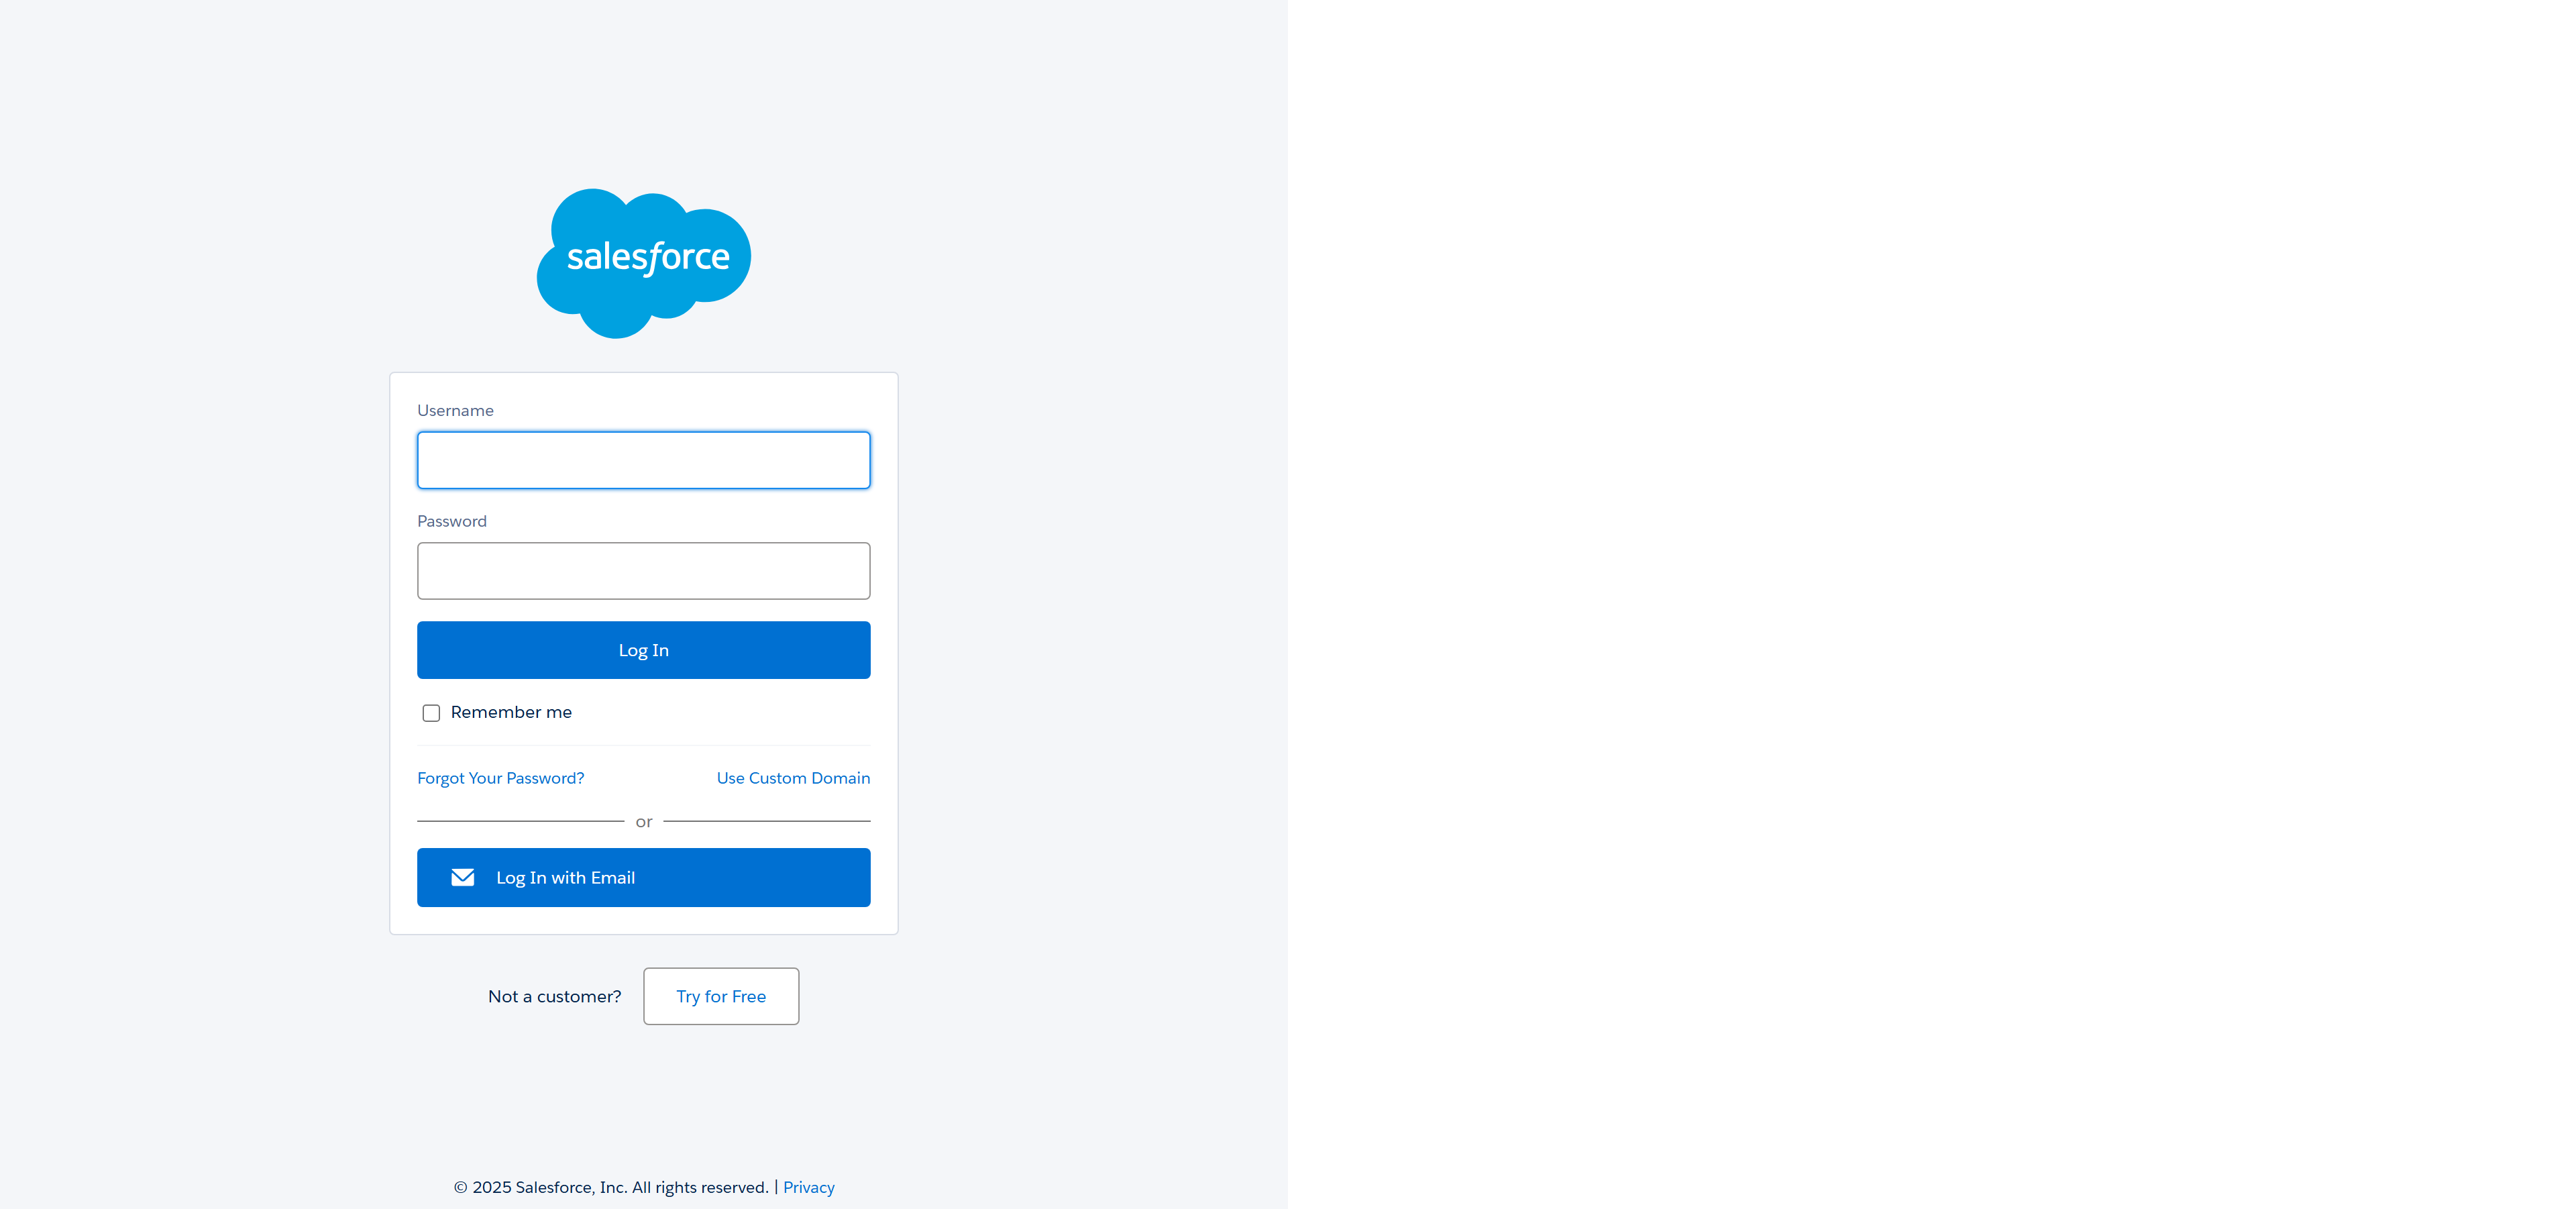 salesforce
Username
Password
Log In
Remember me
Forgot Your Password? Use Custom Domain
or
Log In with Email
Not a customer? Try for Free
© 2025 Salesforce, Inc. All rights reserved. | Privacy